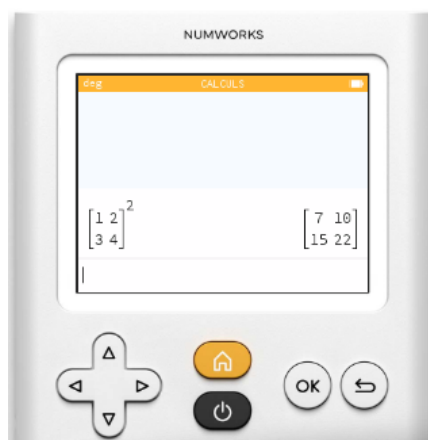 NUMWORKS
deg CALCULS
[1 2]² [7 10]
[3 4] [15 22]
OK